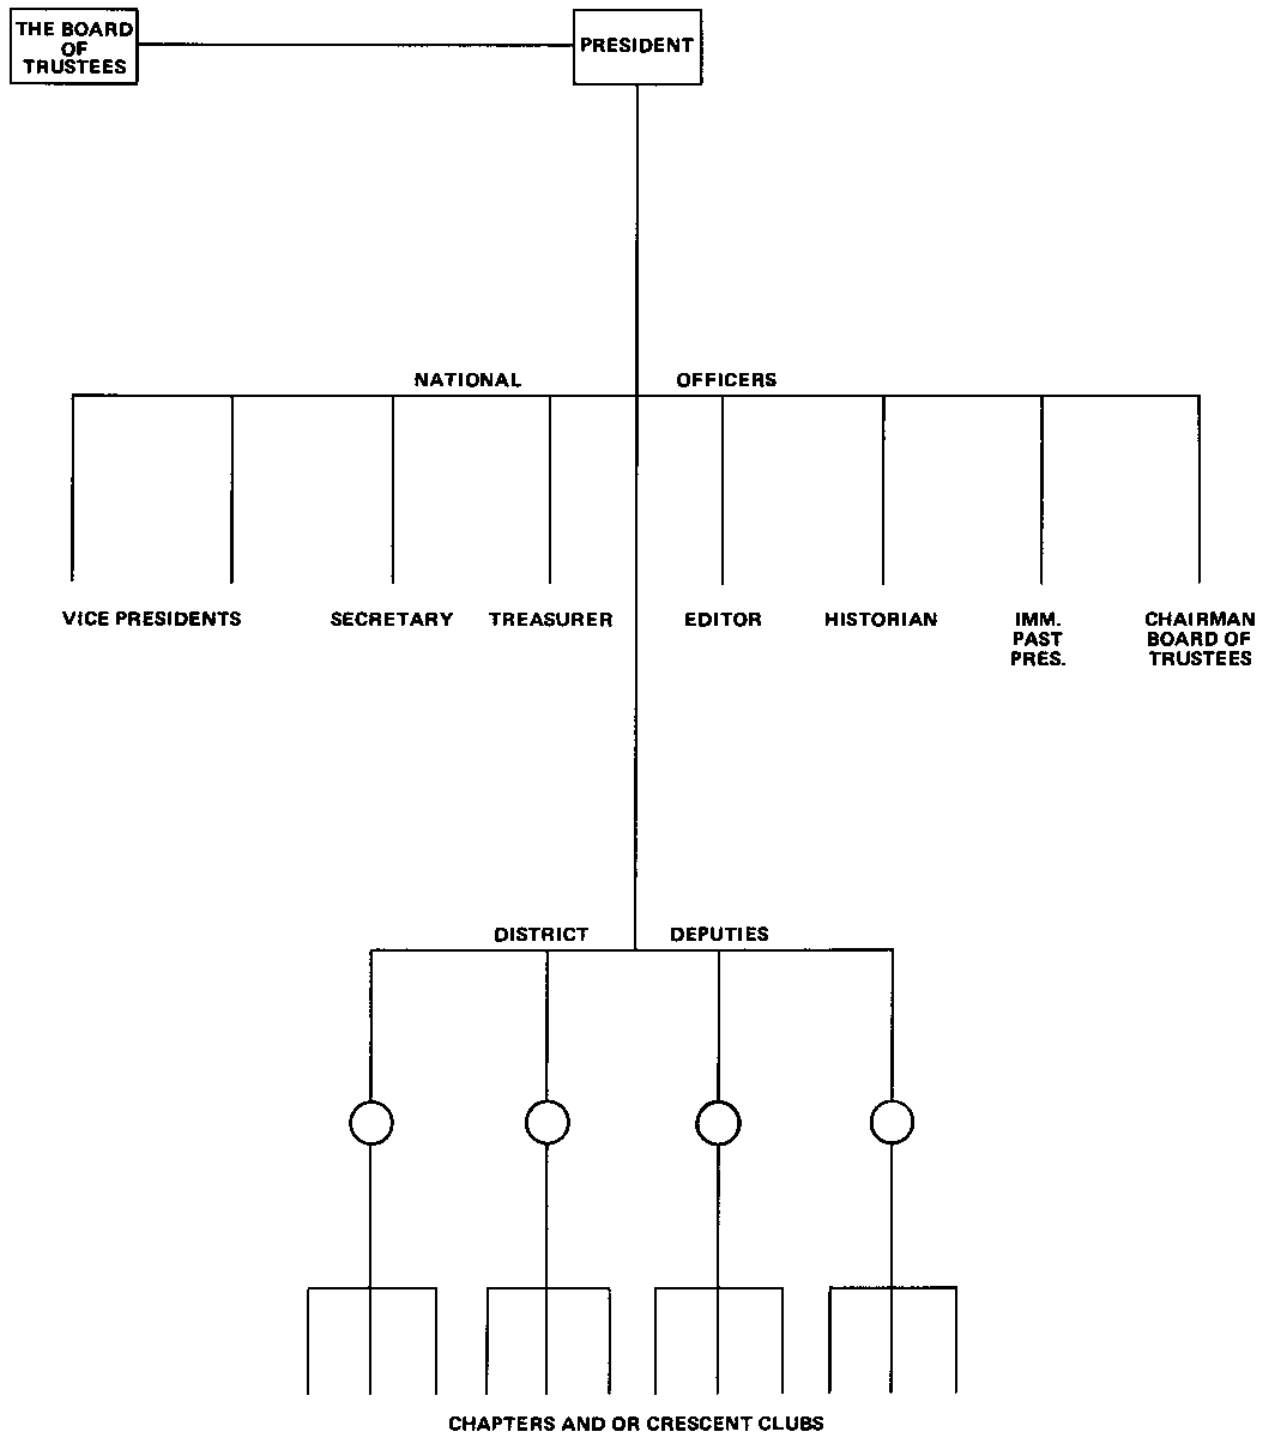 THE BOARD
OF
TRUSTEES
PRESIDENT
NATIONAL OFFICERS
VICE PRESIDENTS
SECRETARY
TREASURER
EDITOR
HISTORIAN
IMM.
PAST
PRES.
CHAIRMAN
BOARD OF
TRUSTEES
DISTRICT DEPUTIES
CHAPTERS AND OR CRESCENT CLUBS